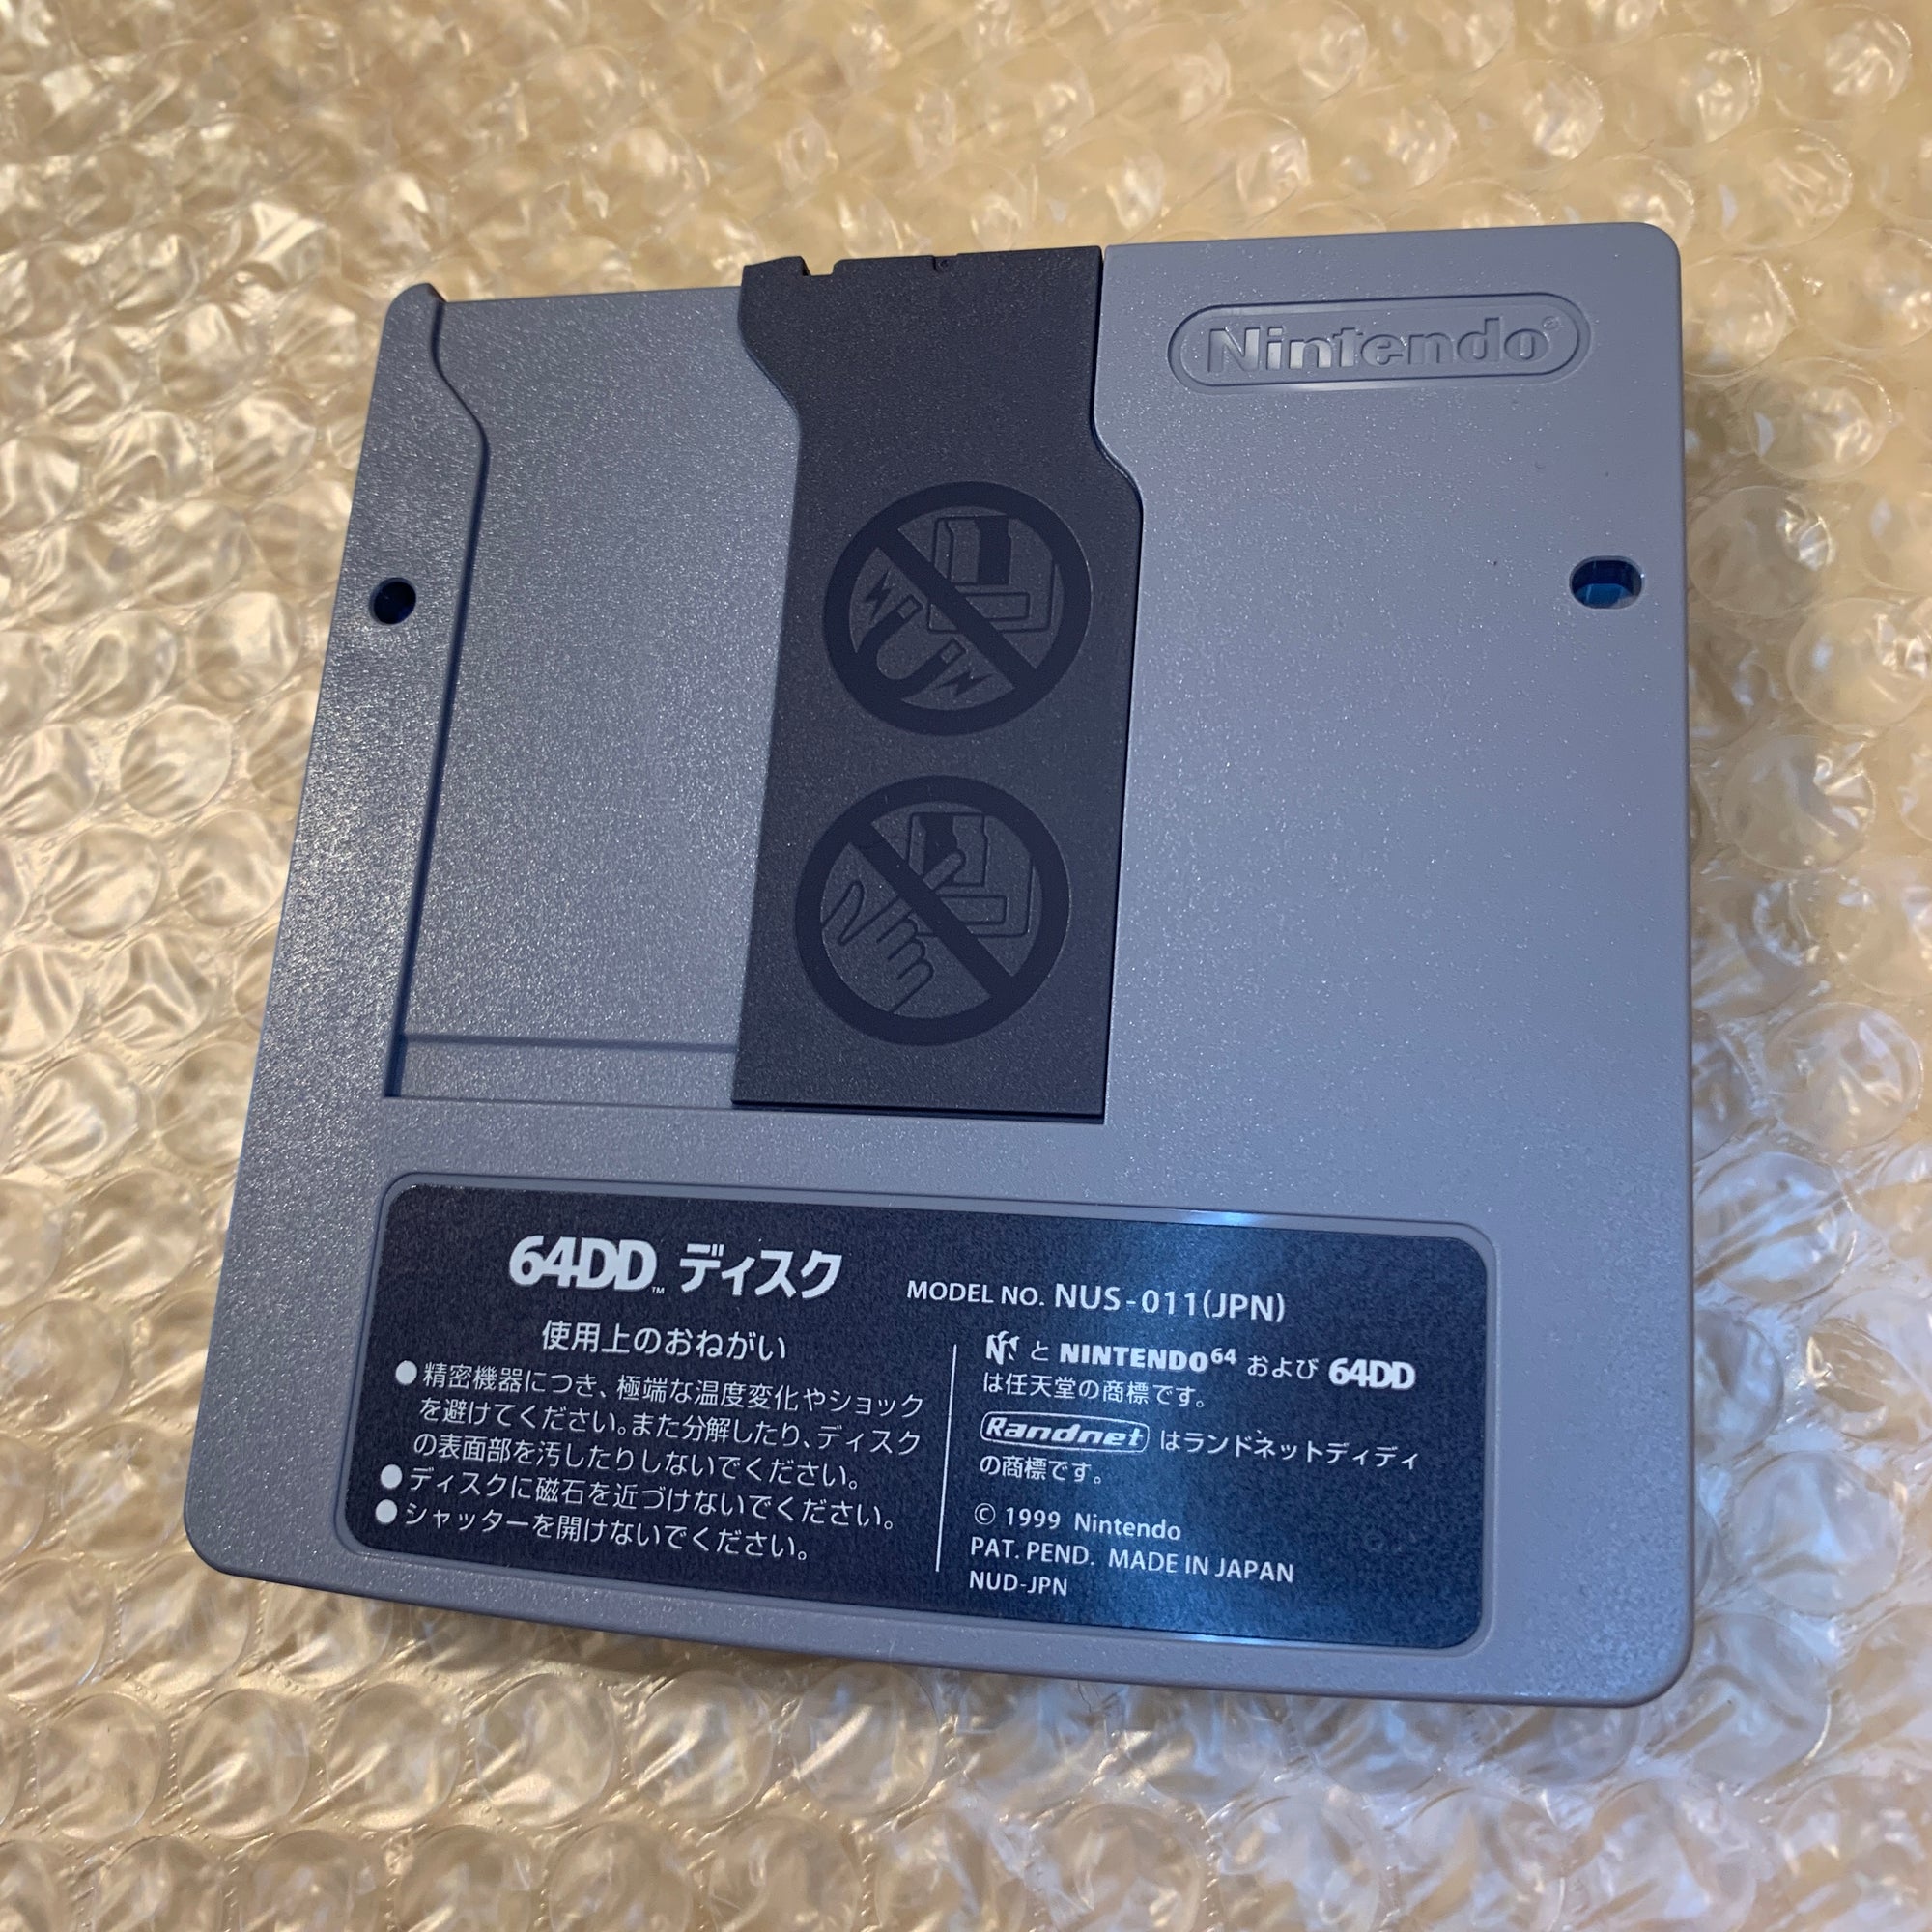 Nintendo®
64DD™ ディスク
MODEL NO. NUS-011(JPN)
使用上のおねがい
●精密機器につき、極端な温度変化やショック
を避けてください。また分解したり、ディスク
の表面部を汚したりしないでください。
●ディスクに磁石を近づけないでください。
●シャッターを開けないでください。
と NINTENDO64 および 64DD
は任天堂の商標です。
Randnet はランドネットディディ
の商標です。
© 1999 Nintendo
PAT. PEND. MADE IN JAPAN
NUD-JPN